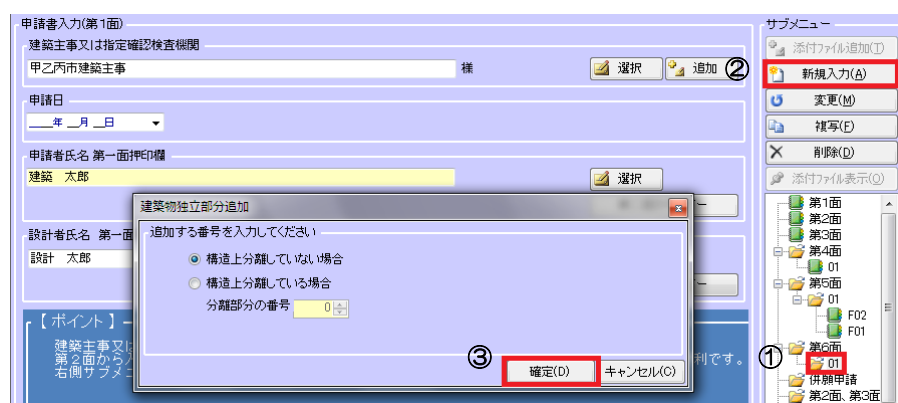 申請書入力(第1面)
建築主事又は指定確認検査機関
甲乙丙市建築主事
様
選択
追加
②
申請日
____年 __月 __日
申請者氏名 第一面押印欄
建築　太郎
選択
設計者氏名　第一面
設計　太郎
【 ポイント 】
建築主事又は
第２面から
右側サブメニ
利です。
建築物独立部分追加
追加する番号を入力してください
構造上分離していない場合
構造上分離している場合
分離部分の番号
0
③
確定(D)
キャンセル(C)
サブメニュー
添付ファイル追加(T)
新規入力(A)
変更(M)
複写(F)
削除(D)
添付ファイル表示(O)
第1面
第2面
第3面
第4面
01
第5面
01
F02
F01
第6面
①
01
併願申請
第2面、第3面